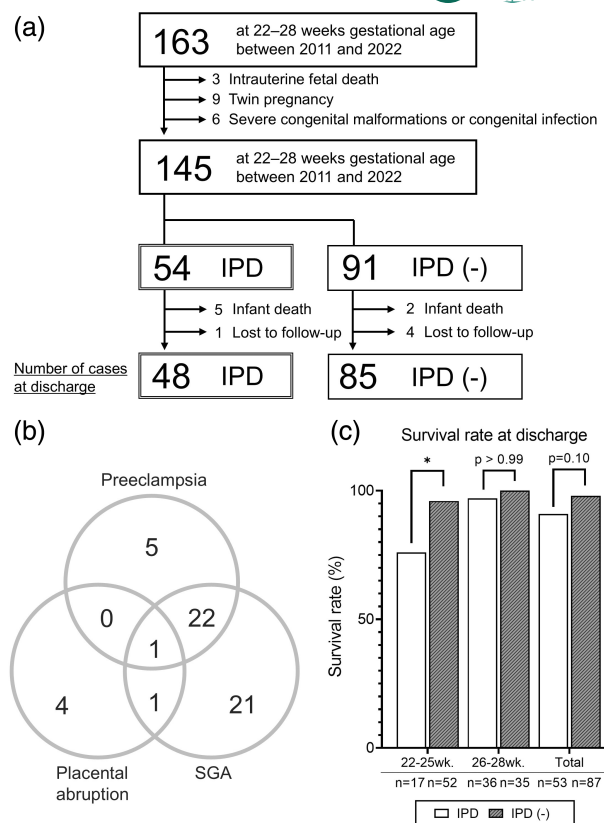 (a)
163 at 22–28 weeks gestational age
between 2011 and 2022
3 Intrauterine fetal death
9 Twin pregnancy
6 Severe congenital malformations or congenital infection
145 at 22–28 weeks gestational age
between 2011 and 2022
54 IPD
91 IPD (-)
5 Infant death
1 Lost to follow-up
2 Infant death
4 Lost to follow-up
Number of cases
at discharge
48 IPD
85 IPD (-)
(b)
Preeclampsia
5
0
22
1
4
1
21
Placental
abruption
SGA
(c)
Survival rate at discharge
* p > 0.99 p=0.10
Survival rate (%)
100
50
0
22-25wk. 26-28wk. Total
n=17 n=52 n=36 n=35 n=53 n=87
IPD IPD (-)